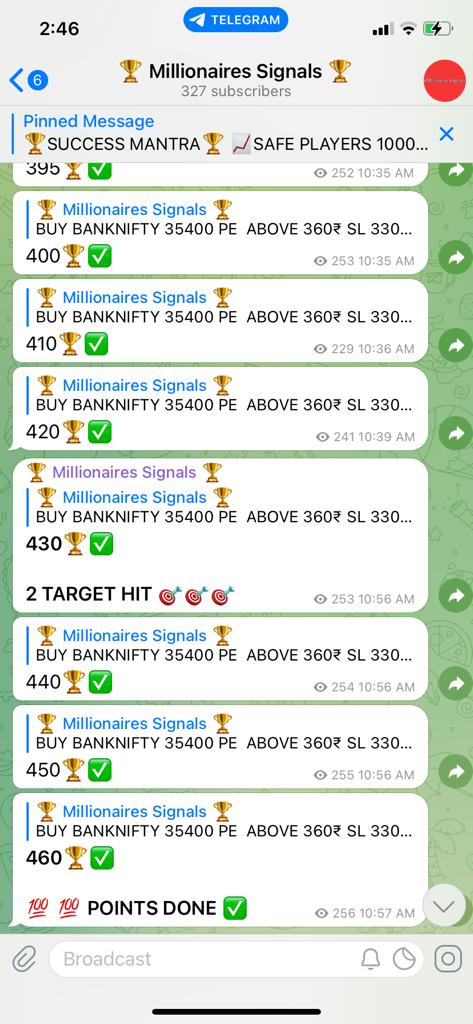 2:46
TELEGRAM
6
🏆 Millionaires Signals 🏆
327 subscribers
Pinned Message
🏆SUCCESS MANTRA🏆 📈SAFE PLAYERS 1000...
395🏆✅ 252 10:35 AM
🏆 Millionaires Signals 🏆
BUY BANKNIFTY 35400 PE ABOVE 360₹ SL 330...
400🏆✅ 253 10:35 AM
🏆 Millionaires Signals 🏆
BUY BANKNIFTY 35400 PE ABOVE 360₹ SL 330...
410🏆✅ 229 10:36 AM
🏆 Millionaires Signals 🏆
BUY BANKNIFTY 35400 PE ABOVE 360₹ SL 330...
420🏆✅ 241 10:39 AM
🏆 Millionaires Signals 🏆
🏆 Millionaires Signals 🏆
BUY BANKNIFTY 35400 PE ABOVE 360₹ SL 330...
430🏆✅
2 TARGET HIT 🎯🎯🎯 253 10:56 AM
🏆 Millionaires Signals 🏆
BUY BANKNIFTY 35400 PE ABOVE 360₹ SL 330...
440🏆✅ 254 10:56 AM
🏆 Millionaires Signals 🏆
BUY BANKNIFTY 35400 PE ABOVE 360₹ SL 330...
450🏆✅ 255 10:56 AM
🏆 Millionaires Signals 🏆
BUY BANKNIFTY 35400 PE ABOVE 360₹ SL 330...
460🏆✅
💯 💯 POINTS DONE ✅ 256 10:57 AM
Broadcast